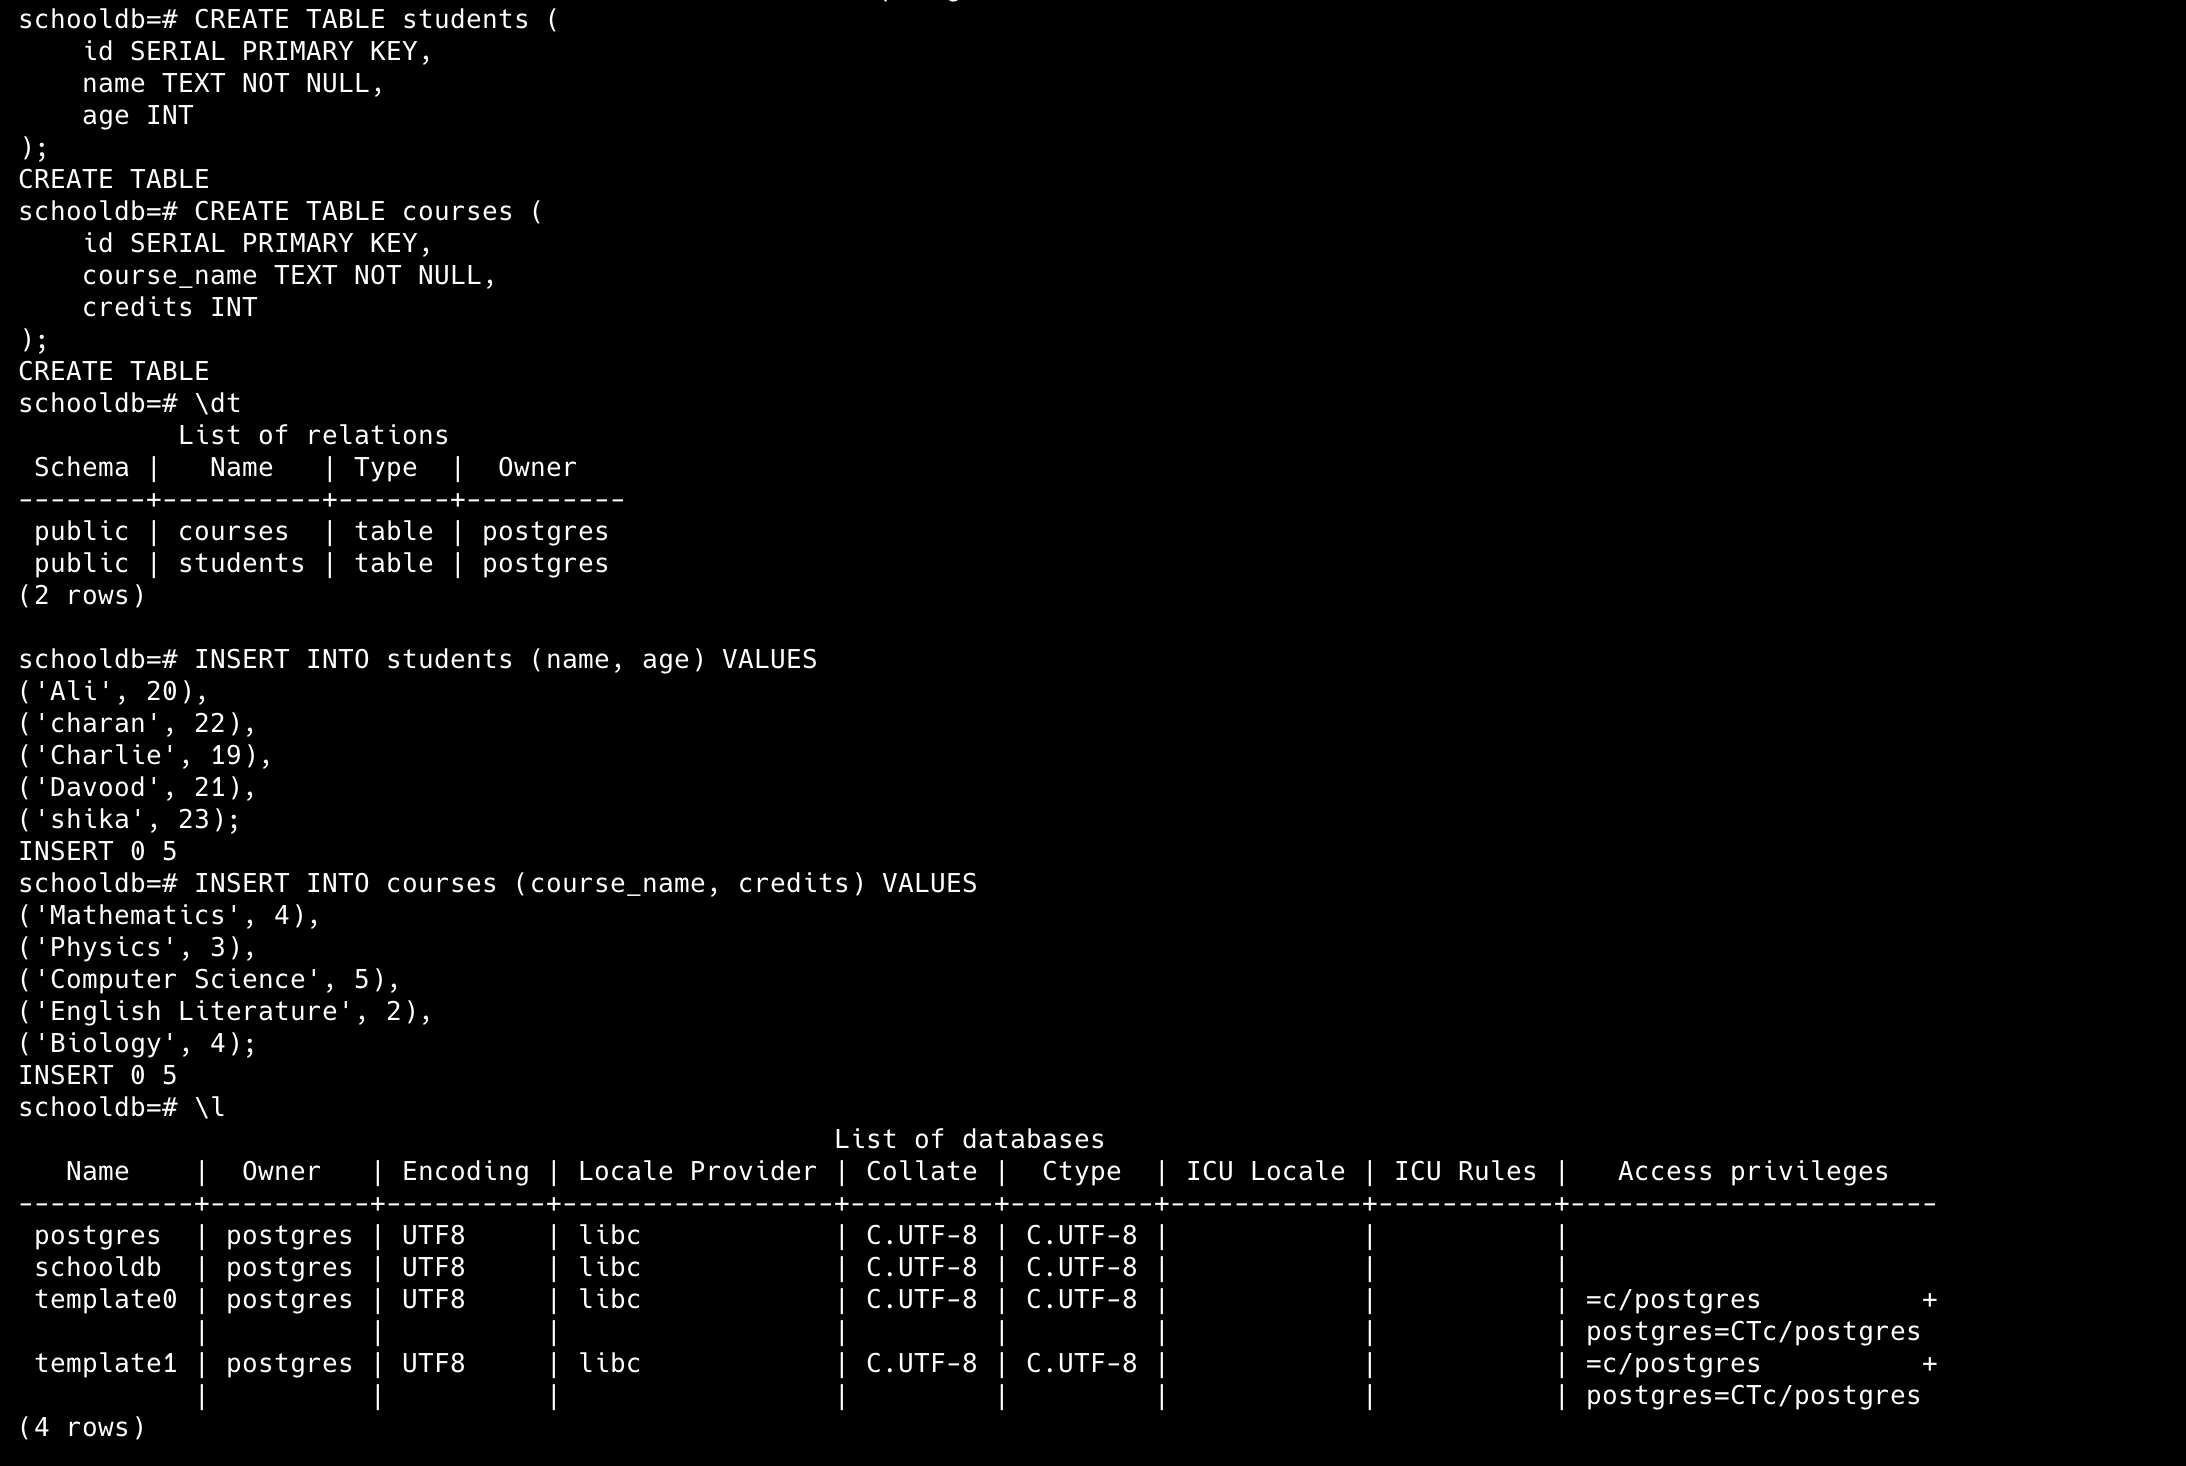 schooldb=# CREATE TABLE students (
    id SERIAL PRIMARY KEY,
    name TEXT NOT NULL,
    age INT
);
CREATE TABLE
schooldb=# CREATE TABLE courses (
    id SERIAL PRIMARY KEY,
    course_name TEXT NOT NULL,
    credits INT
);
CREATE TABLE
schooldb=# \dt
          List of relations
 Schema |   Name   | Type  |  Owner
--------+----------+-------+----------
 public | courses  | table | postgres
 public | students | table | postgres
(2 rows)

schooldb=# INSERT INTO students (name, age) VALUES
('Ali', 20),
('charan', 22),
('Charlie', 19),
('Davood', 21),
('shika', 23);
INSERT 0 5
schooldb=# INSERT INTO courses (course_name, credits) VALUES
('Mathematics', 4),
('Physics', 3),
('Computer Science', 5),
('English Literature', 2),
('Biology', 4);
INSERT 0 5
schooldb=# \l
                                                   List of databases
   Name    |  Owner   | Encoding | Locale Provider | Collate |  Ctype  | ICU Locale | ICU Rules |   Access privileges
-----------+----------+----------+-----------------+---------+---------+------------+-----------+-----------------------
 postgres  | postgres | UTF8     | libc            | C.UTF-8 | C.UTF-8 |            |           |
 schooldb  | postgres | UTF8     | libc            | C.UTF-8 | C.UTF-8 |            |           |
 template0 | postgres | UTF8     | libc            | C.UTF-8 | C.UTF-8 |            |           | =c/postgres          +
           |          |          |                 |         |         |            |           | postgres=CTc/postgres
 template1 | postgres | UTF8     | libc            | C.UTF-8 | C.UTF-8 |            |           | =c/postgres          +
           |          |          |                 |         |         |            |           | postgres=CTc/postgres
(4 rows)